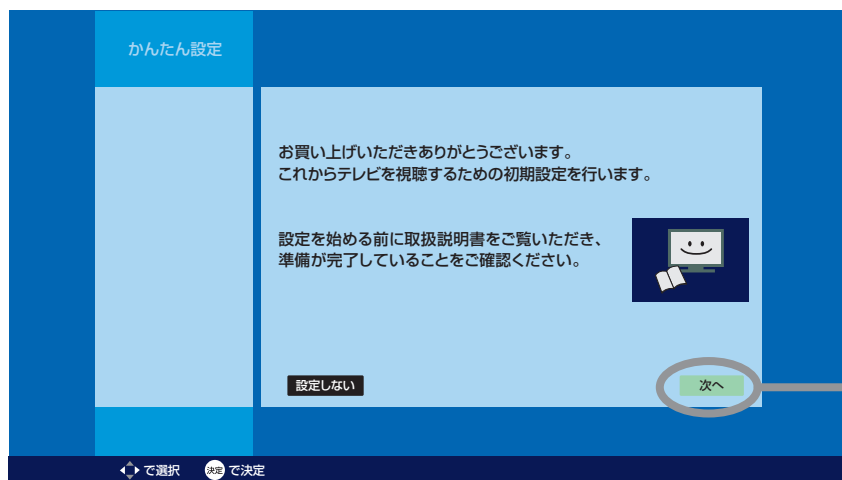 かんたん設定
お買い上げいただきありがとうございます。
これからテレビを視聴するための初期設定を行います。
設定を始める前に取扱説明書をご覧いただき、
準備が完了していることをご確認ください。
設定しない
次へ
で選択 決定 で決定